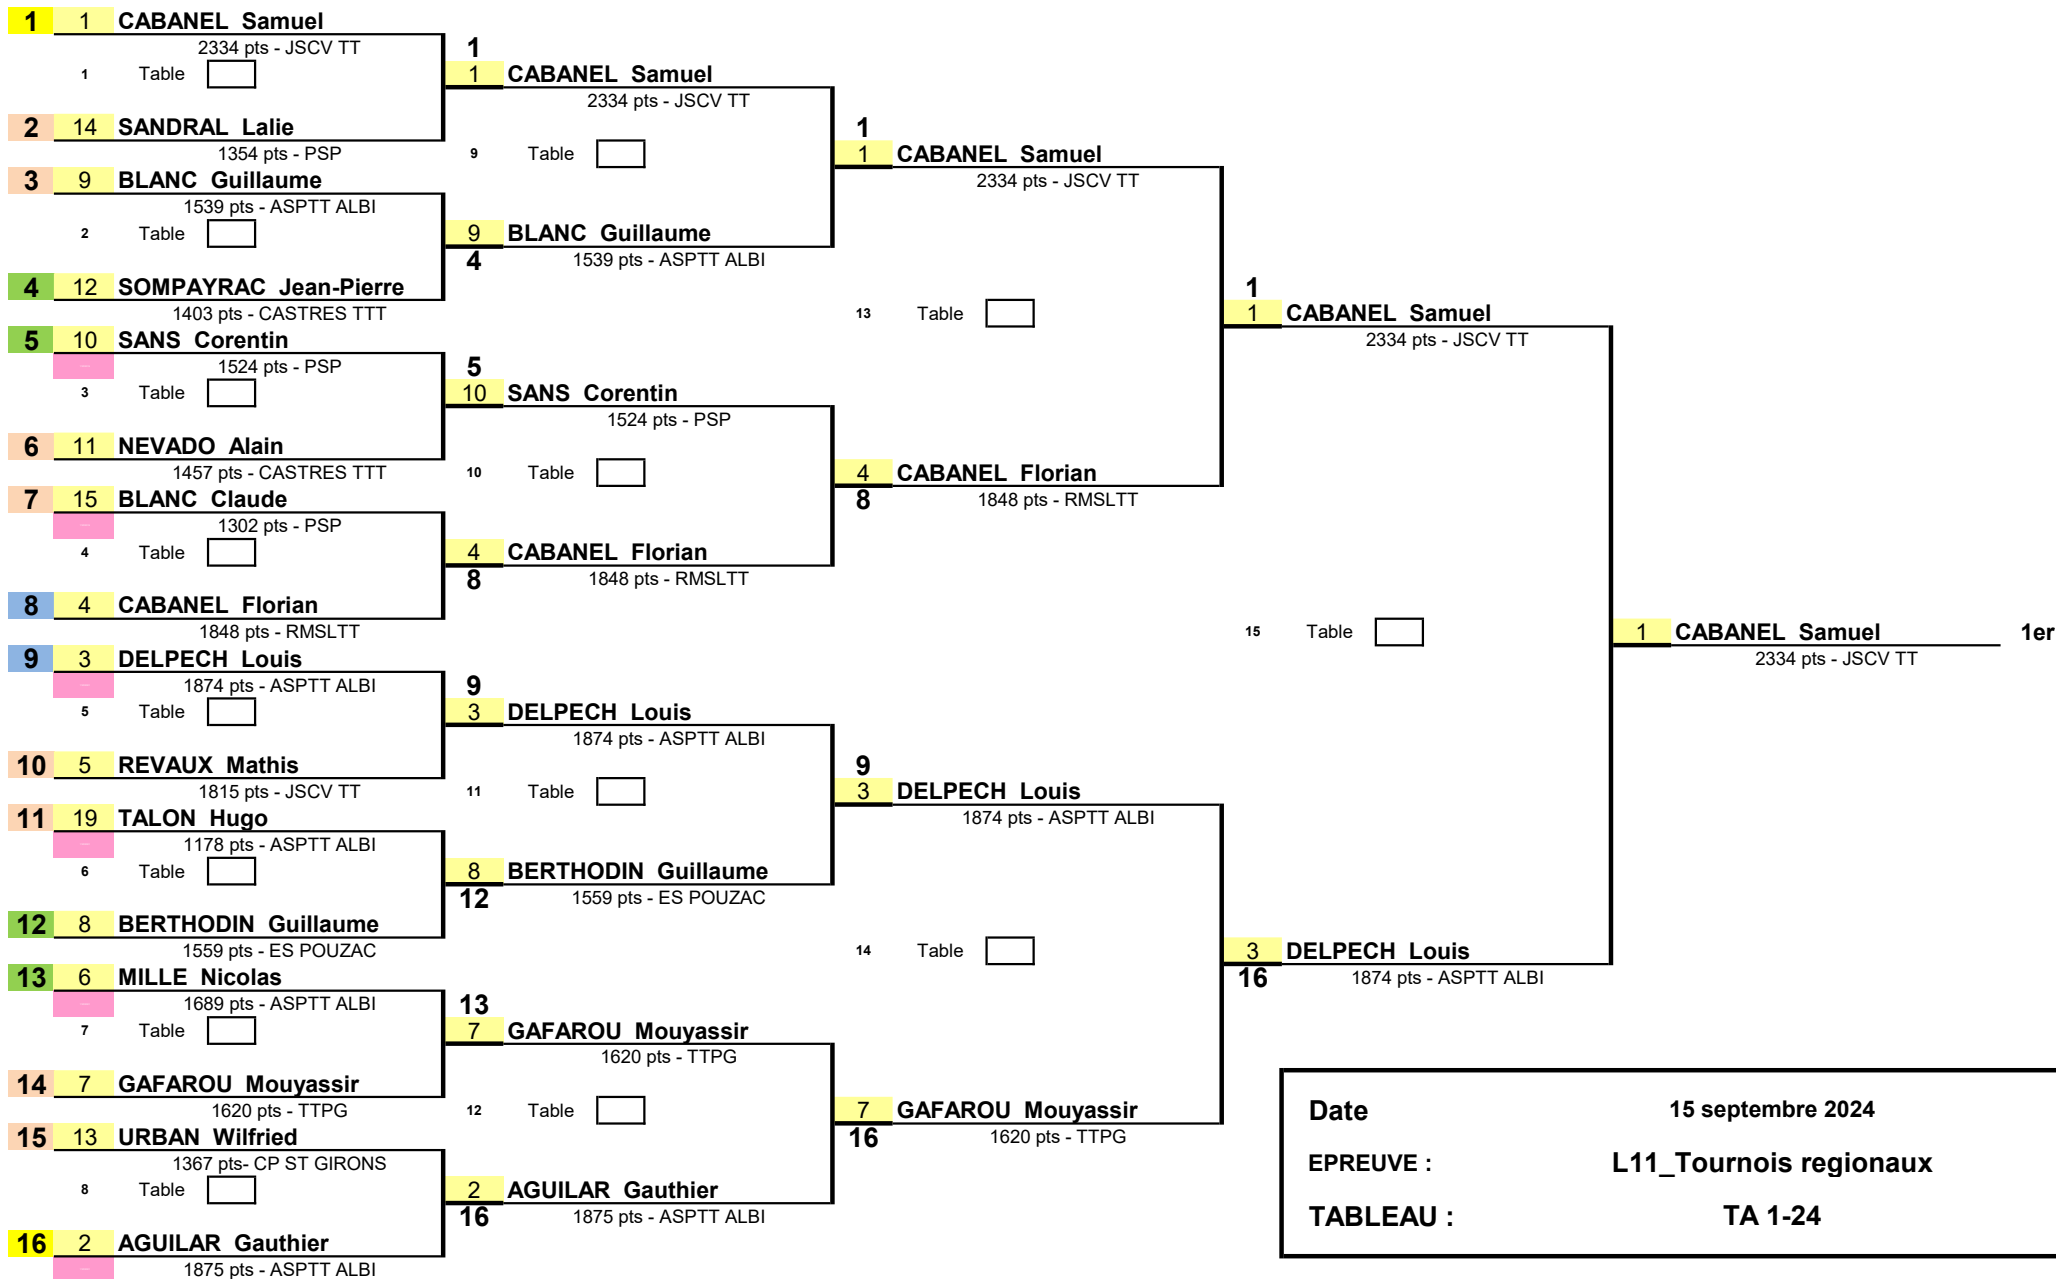 1 1 CABANEL Samuel
2334 pts - JSCV TT
1 Table
2 14 SANDRAL Lalie
1354 pts - PSP
3 9 BLANC Guillaume
1539 pts - ASPTT ALBI
2 Table
4 12 SOMPAYRAC Jean-Pierre
1403 pts - CASTRES TTT
5 10 SANS Corentin
1524 pts - PSP
3 Table
6 11 NEVADO Alain
1457 pts - CASTRES TTT
7 15 BLANC Claude
1302 pts - PSP
4 Table
8 4 CABANEL Florian
1848 pts - RMSLTT
9 3 DELPECH Louis
1874 pts - ASPTT ALBI
5 Table
10 5 REVAUX Mathis
1815 pts - JSCV TT
11 19 TALON Hugo
1178 pts - ASPTT ALBI
6 Table
12 8 BERTHODIN Guillaume
1559 pts - ES POUZAC
13 6 MILLE Nicolas
1689 pts - ASPTT ALBI
7 Table
14 7 GAFAROU Mouyassir
1620 pts - TTPG
15 13 URBAN Wilfried
1367 pts- CP ST GIRONS
8 Table
16 2 AGUILAR Gauthier
1875 pts - ASPTT ALBI
1
1 CABANEL Samuel
2334 pts - JSCV TT
9 Table
9 BLANC Guillaume
4 1539 pts - ASPTT ALBI
5
10 SANS Corentin
1524 pts - PSP
10 Table
4 CABANEL Florian
8 1848 pts - RMSLTT
9
3 DELPECH Louis
1874 pts - ASPTT ALBI
11 Table
8 BERTHODIN Guillaume
12 1559 pts - ES POUZAC
13
7 GAFAROU Mouyassir
1620 pts - TTPG
12 Table
2 AGUILAR Gauthier
16 1875 pts - ASPTT ALBI
1
1 CABANEL Samuel
2334 pts - JSCV TT
13 Table
4 CABANEL Florian
8 1848 pts - RMSLTT
9
3 DELPECH Louis
1874 pts - ASPTT ALBI
14 Table
7 GAFAROU Mouyassir
16 1620 pts - TTPG
1
1 CABANEL Samuel
2334 pts - JSCV TT
15 Table
3 DELPECH Louis
16 1874 pts - ASPTT ALBI
1 CABANEL Samuel 1er
2334 pts - JSCV TT
Date 15 septembre 2024
EPREUVE : L11_Tournois regionaux
TABLEAU : TA 1-24